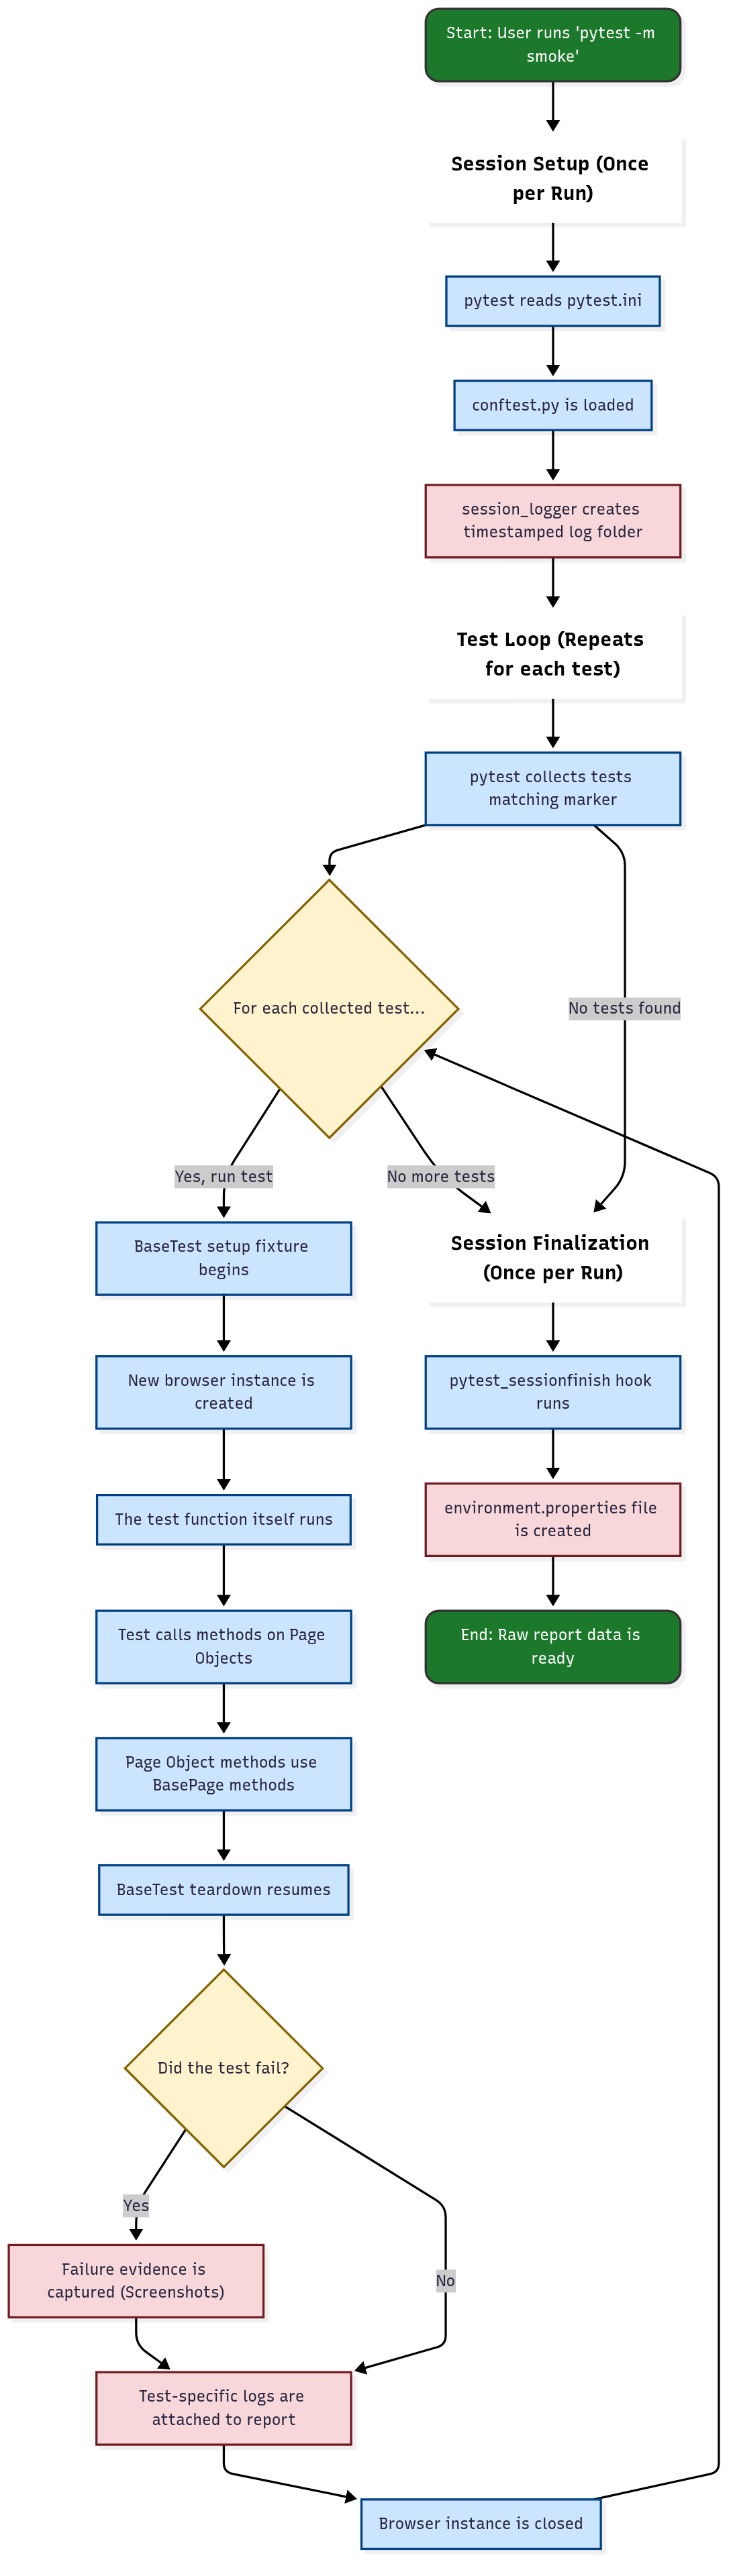 Start: User runs 'pytest -m
smoke'
Session Setup (Once
per Run)
pytest reads pytest.ini
conftest.py is loaded
session_logger creates
timestamped log folder
Test Loop (Repeats
for each test)
pytest collects tests
matching marker
For each collected test...
No tests found
Yes, run test
No more tests
BaseTest setup fixture
begins
Session Finalization
(Once per Run)
New browser instance is
created
pytest_sessionfinish hook
runs
The test function itself runs
environment.properties file
is created
Test calls methods on Page
Objects
End: Raw report data is
ready
Page Object methods use
BasePage methods
BaseTest teardown resumes
Did the test fail?
Yes
Failure evidence is
captured (Screenshots)
No
Test-specific logs are
attached to report
Browser instance is closed